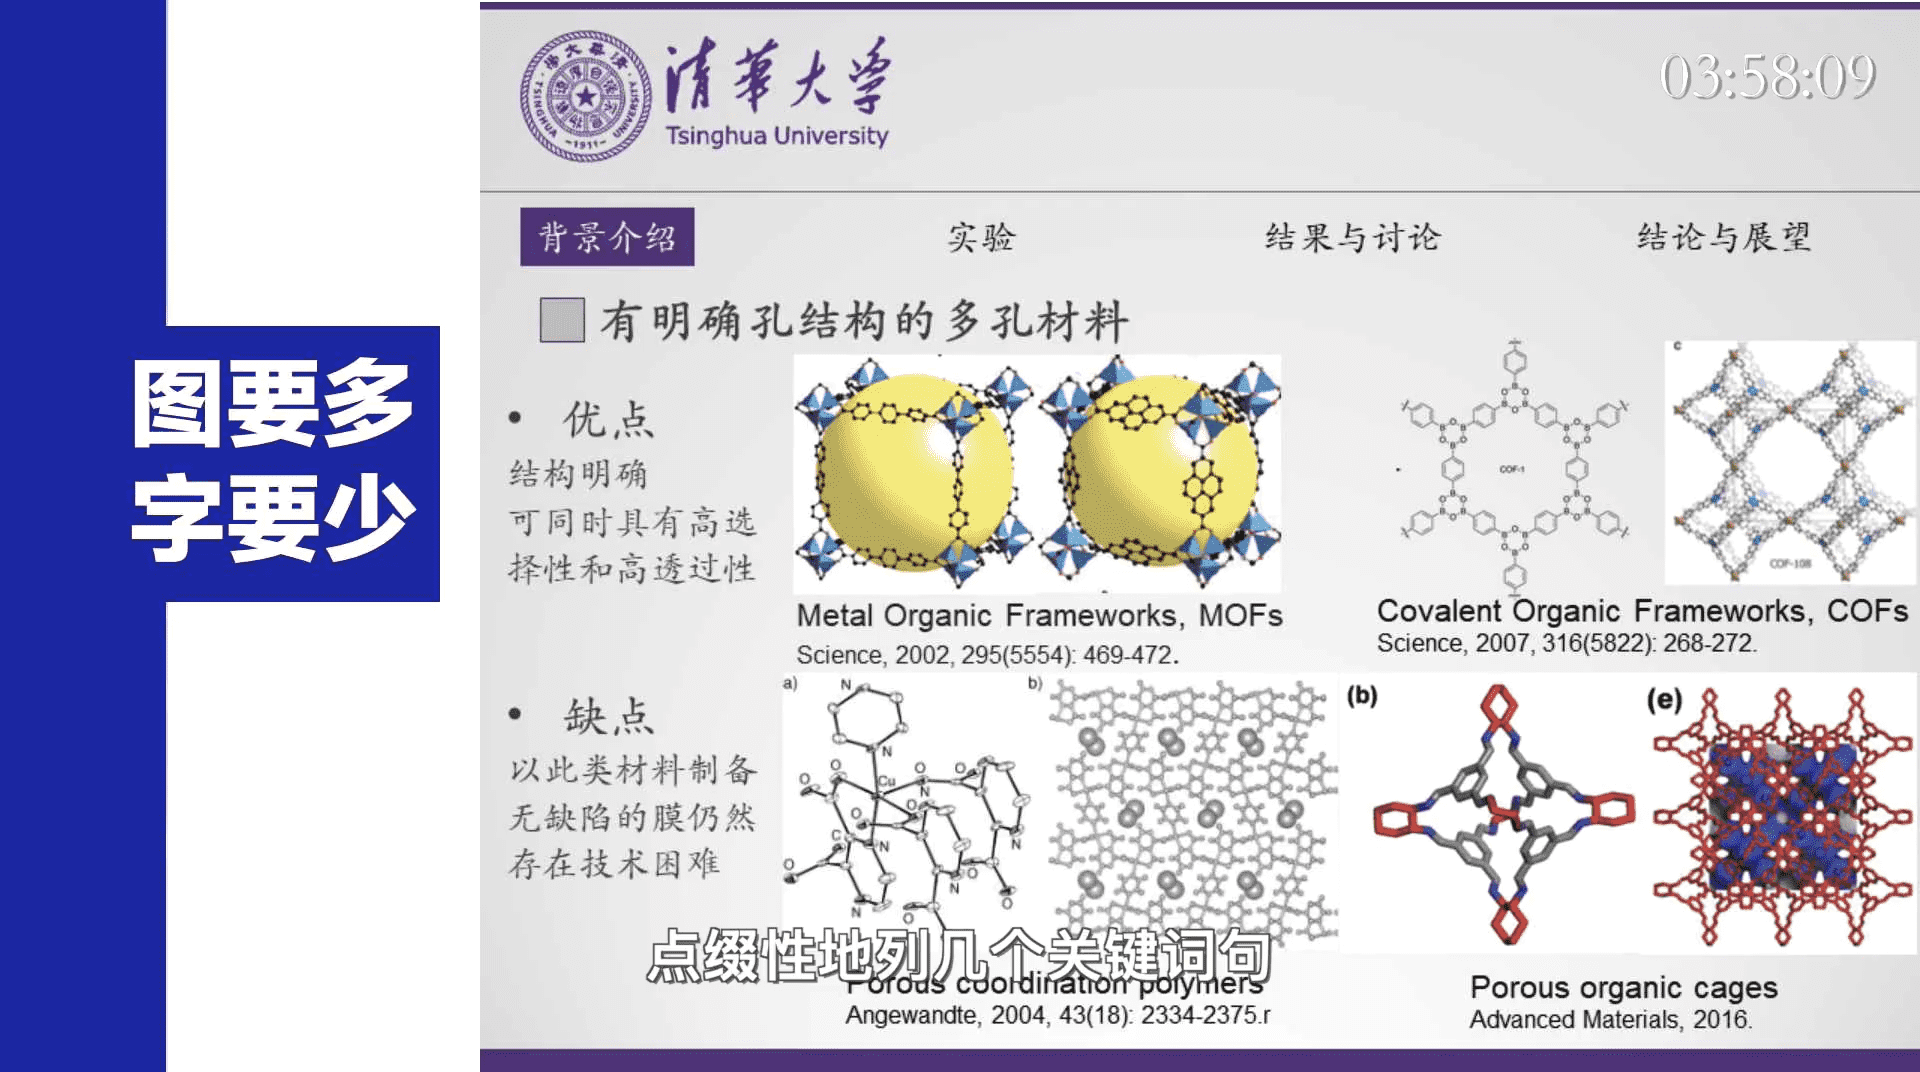 图要多
字要少
清华大学
Tsinghua University
TSINGHUA UNIVERSITY
-1911-
03:58:09
背景介绍
实验
结果与讨论
结论与展望
有明确孔结构的多孔材料
• 优点
结构明确
可同时具有高选
择性和高透过性
Metal Organic Frameworks, MOFs
Science, 2002, 295(5554): 469-472.
COF-1
c
COF-108
Covalent Organic Frameworks, COFs
Science, 2007, 316(5822): 268-272.
• 缺点
以此类材料制备
无缺陷的膜仍然
存在技术困难
a)
b)
(b)
(e)
点缀性地列几个关键词句
Porous coordination polymers
Angewandte, 2004, 43(18): 2334-2375.r
Porous organic cages
Advanced Materials, 2016.